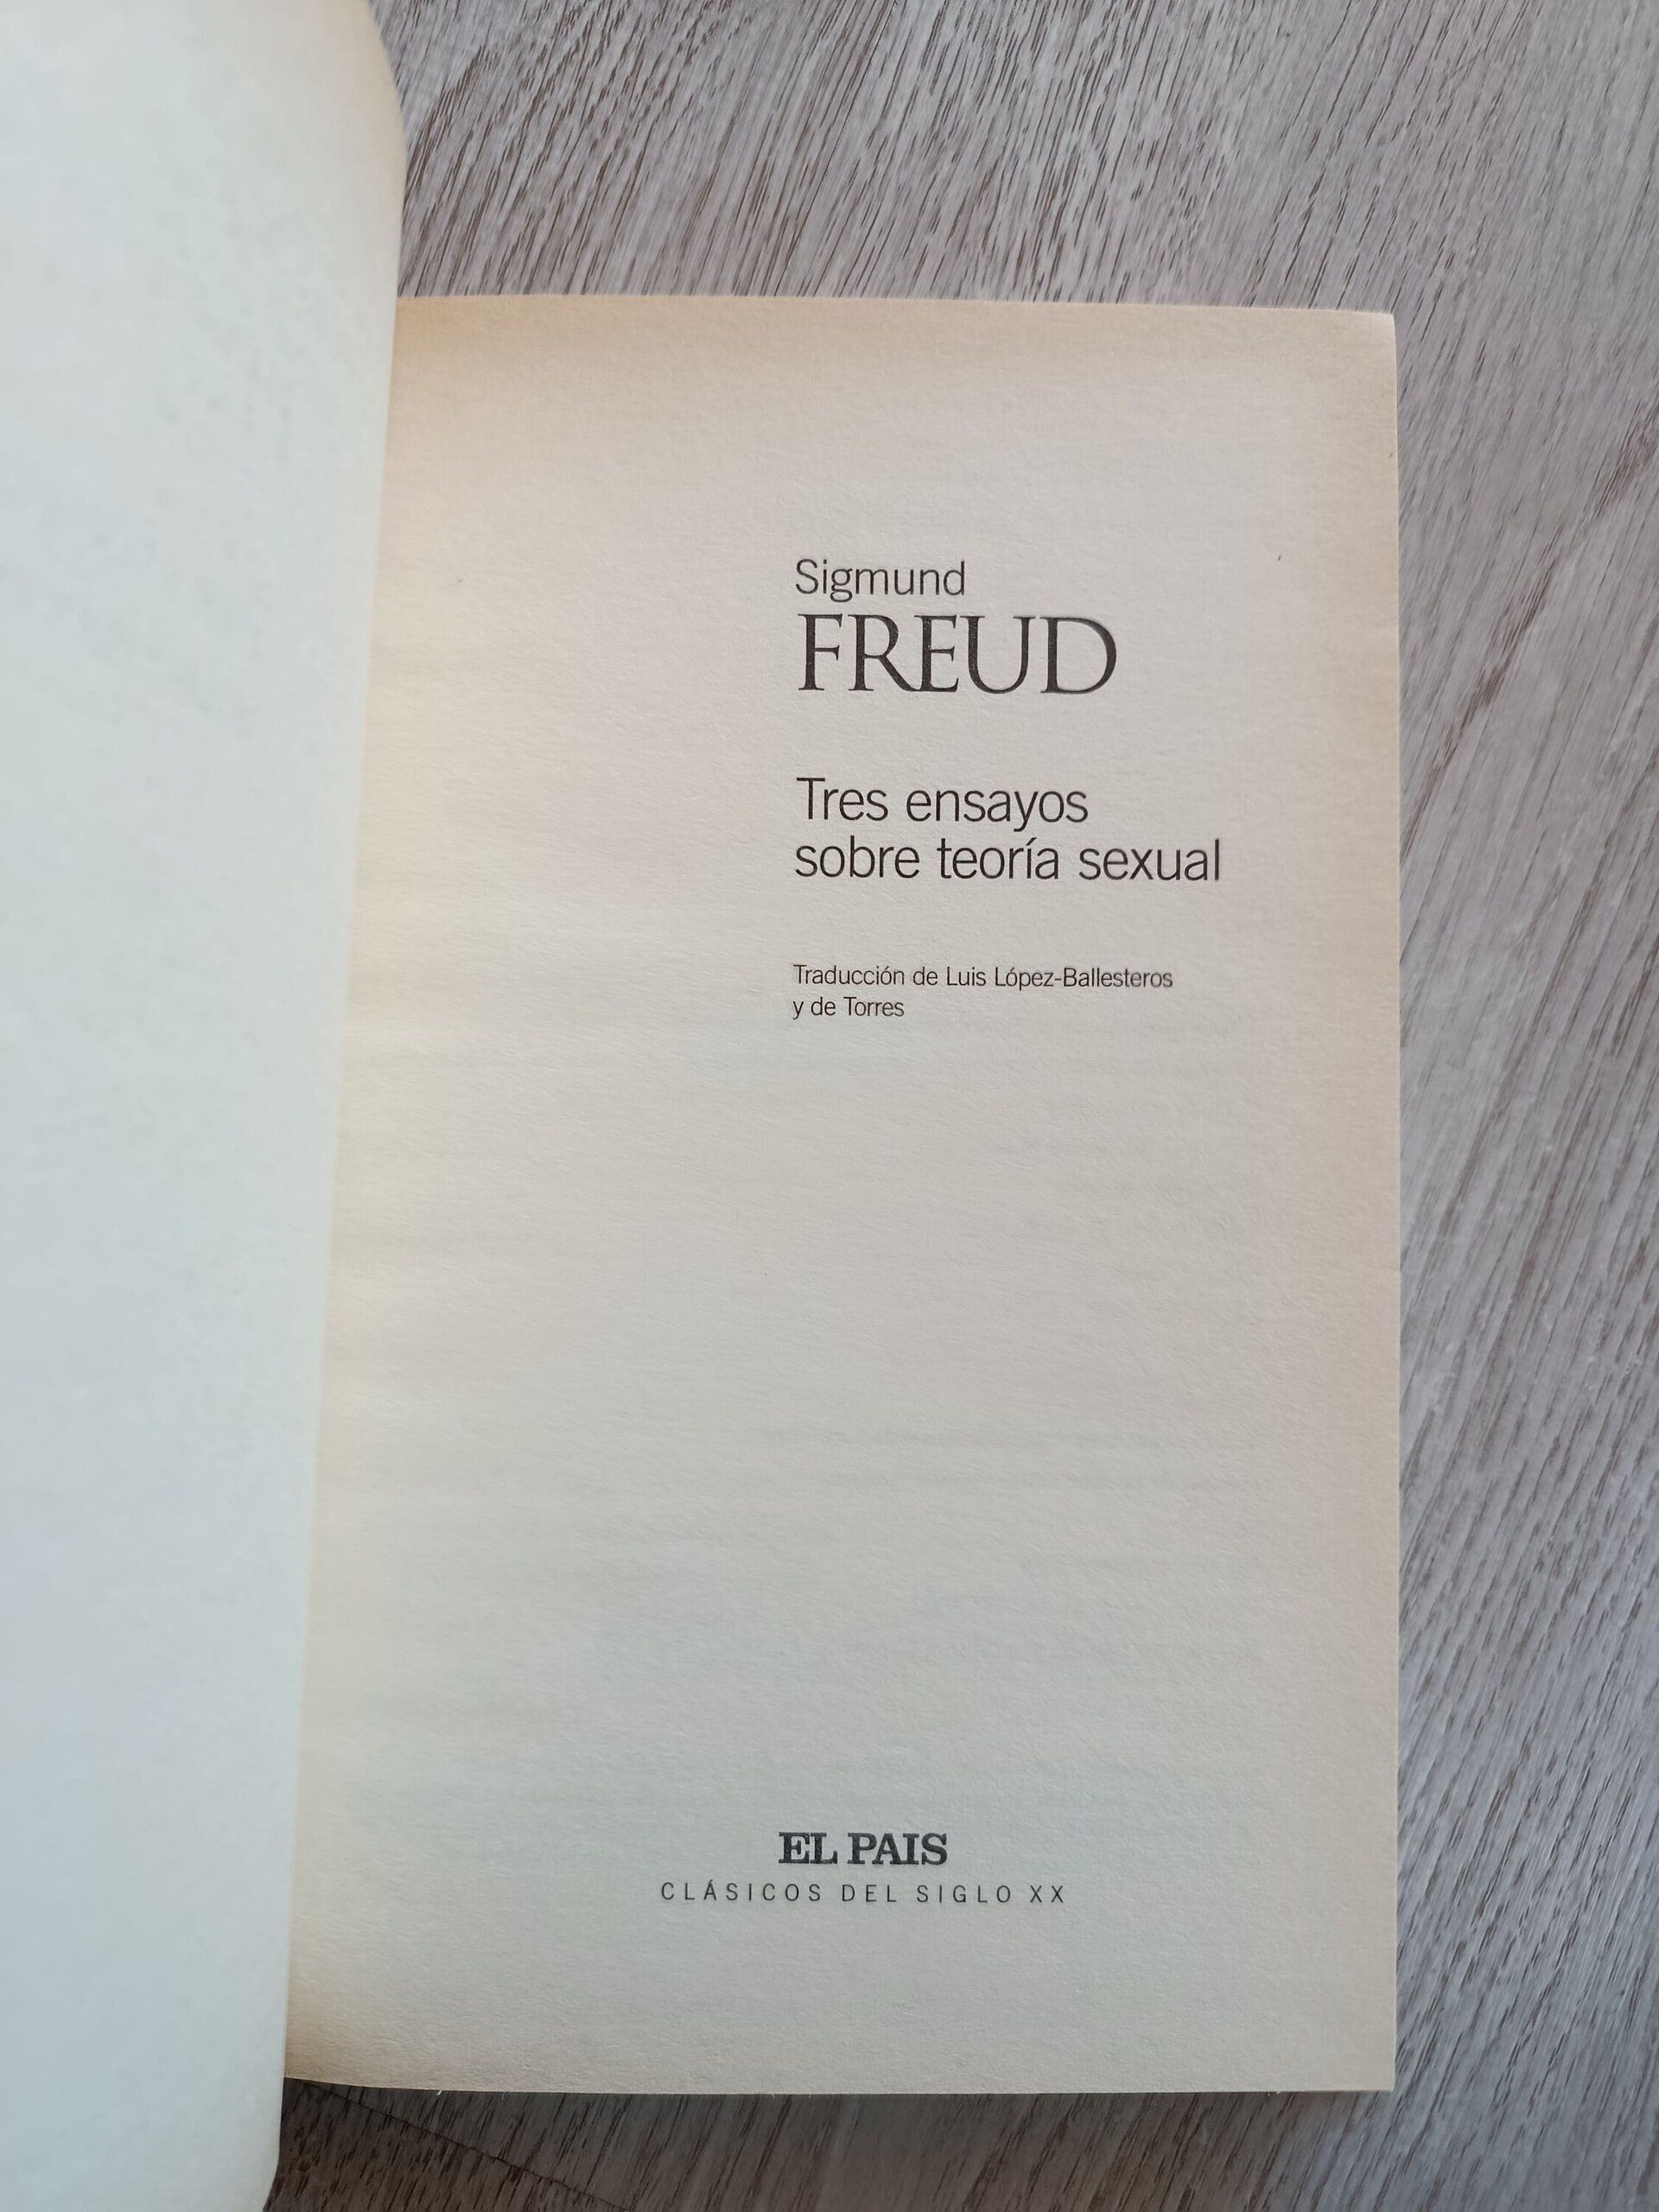 Sigmund
FREUD
Tres ensayos
sobre teoría sexual
Traducción de Luis López-Ballesteros
y de Torres
EL PAIS
CLÁSICOS DEL SIGLO XX